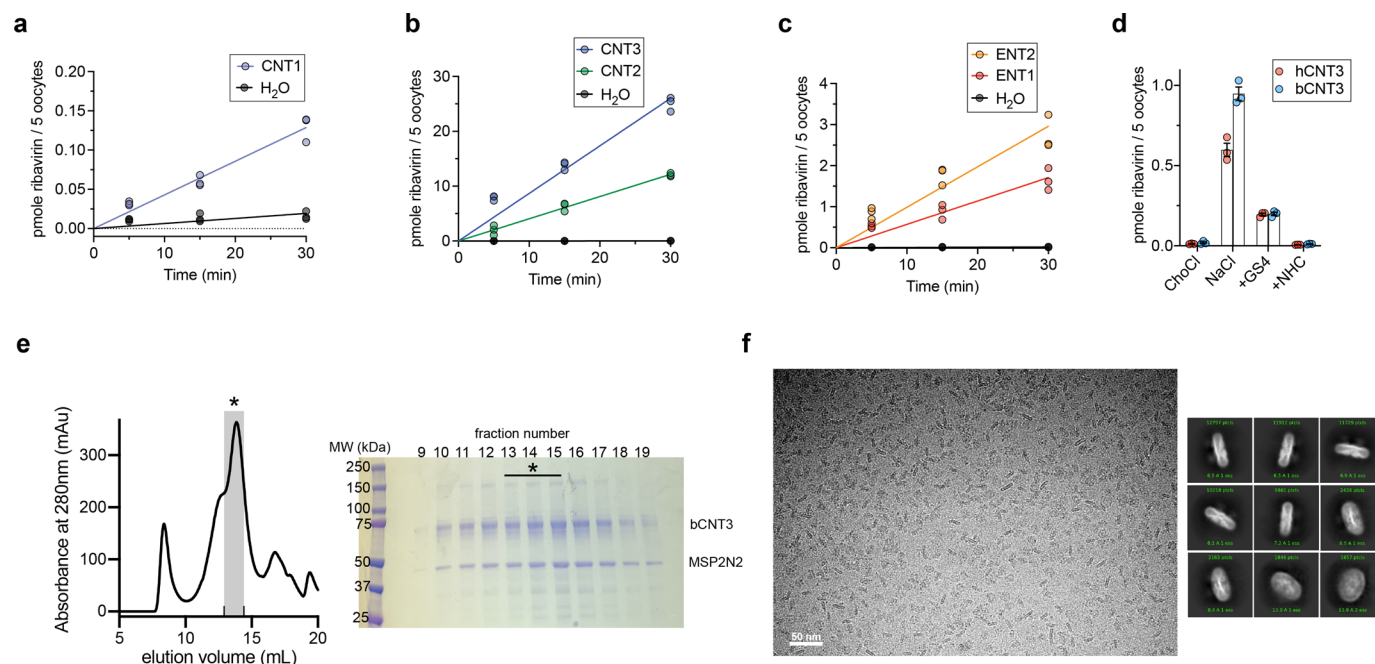 a
CNT1
H2O
pmole ribavirin / 5 oocytes
0.20
0.15
0.10
0.05
0.00
0 10 20 30
Time (min)
b
CNT3
CNT2
H2O
pmole ribavirin / 5 oocytes
30
20
10
0
0 10 20 30
Time (min)
c
ENT2
ENT1
H2O
pmole ribavirin / 5 oocytes
4
3
2
1
0
0 10 20 30
Time (min)
d
hCNT3
bCNT3
pmole ribavirin / 5 oocytes
1.0
0.5
0.0
ChoCl
NaCl
+GS4
+NHC
e
*
Absorbance at 280nm (mAu)
400
300
200
100
0
5 10 15 20
elution volume (mL)
fraction number
MW (kDa)
9 10 11 12 13 14 15 16 17 18 19
*
250
150
100
75
50
37
25
bCNT3
MSP2N2
f
50 nm